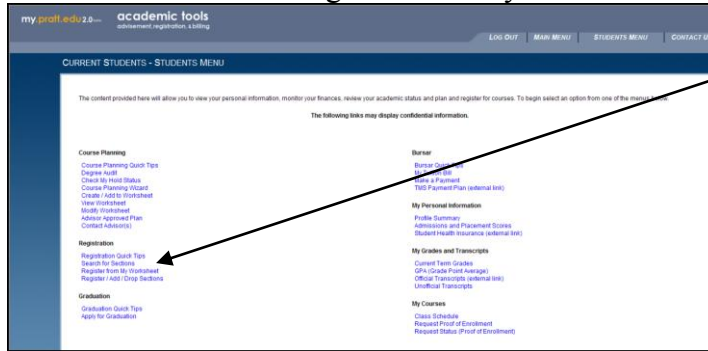 my.pratt.edu 2.0
academic tools
advisement, registration, & billing
LOG OUT MAIN MENU STUDENTS MENU CONTACT U
CURRENT STUDENTS - STUDENTS MENU
The content provided here will allow you to view your personal information, monitor your finances, review your academic status and plan and register for courses. To begin select an option from one of the menus below.
The following links may display confidential information.
Course Planning
Course Planning Quick Tips
Degree Audit
Check My Hold Status
Course Planning Wizard
Create / Add to Worksheet
View Worksheet
Modify Worksheet
Advisor Approved Plan
Contact Advisor(s)
Registration
Registration Quick Tips
Search for Sections
Register from My Worksheet
Register / Add / Drop Sections
Graduation
Graduation Quick Tips
Apply for Graduation
Bursar
Bursar Quick Tips
My Tuition Bill
Make a Payment
TMS Payment Plan (external link)
My Personal Information
Profile Summary
Admissions and Placement Scores
Student Health Insurance (external link)
My Grades and Transcripts
Current Term Grades
GPA (Grade Point Average)
Official Transcripts (external link)
Unofficial Transcripts
My Courses
Class Schedule
Request Proof of Enrollment
Request Status (Proof of Enrollment)